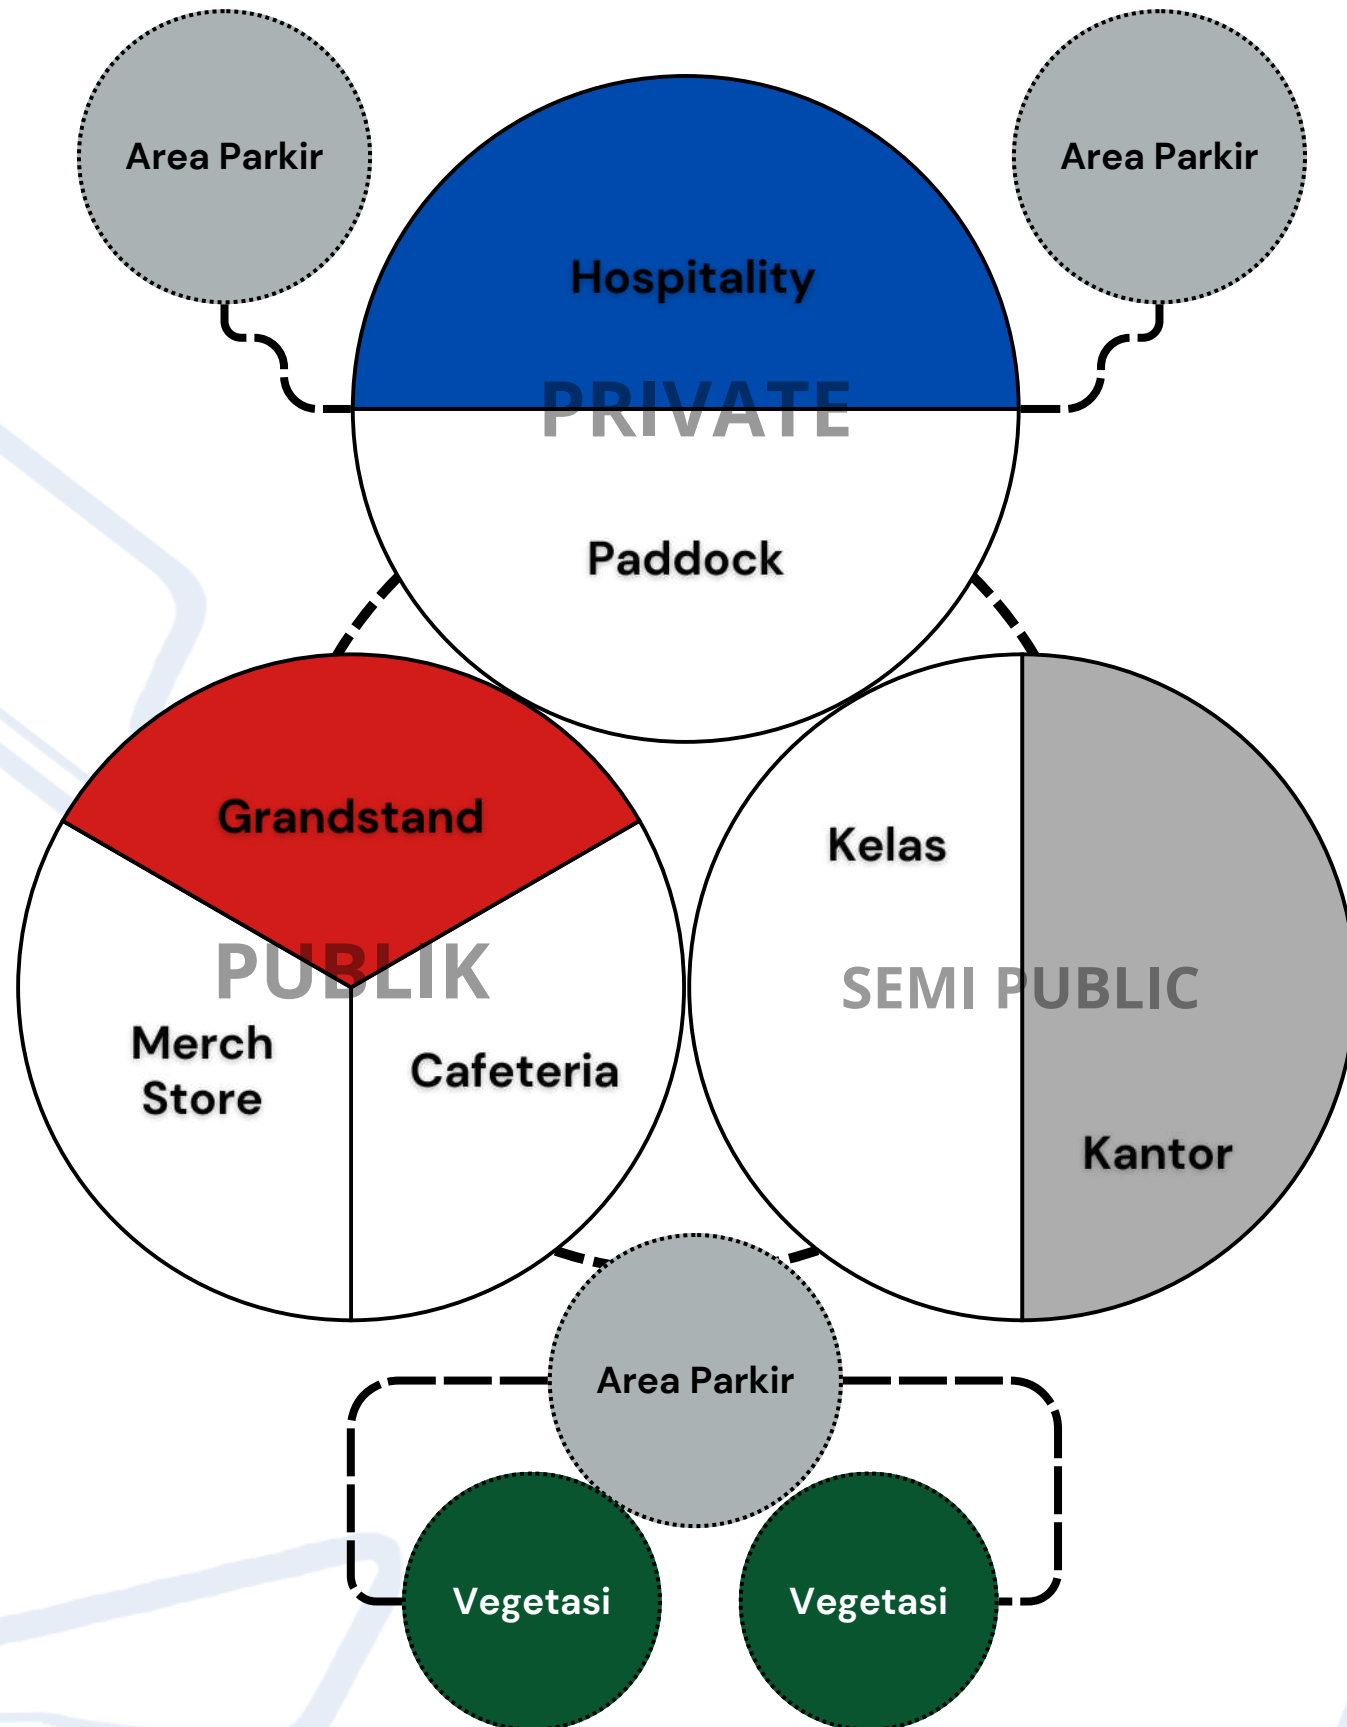 Area Parkir
Area Parkir
Hospitality
PRIVATE
Paddock
Grandstand
PUBLIK
Merch
Store
Cafeteria
Kelas
SEMI PUBLIC
Kantor
Area Parkir
Vegetasi
Vegetasi